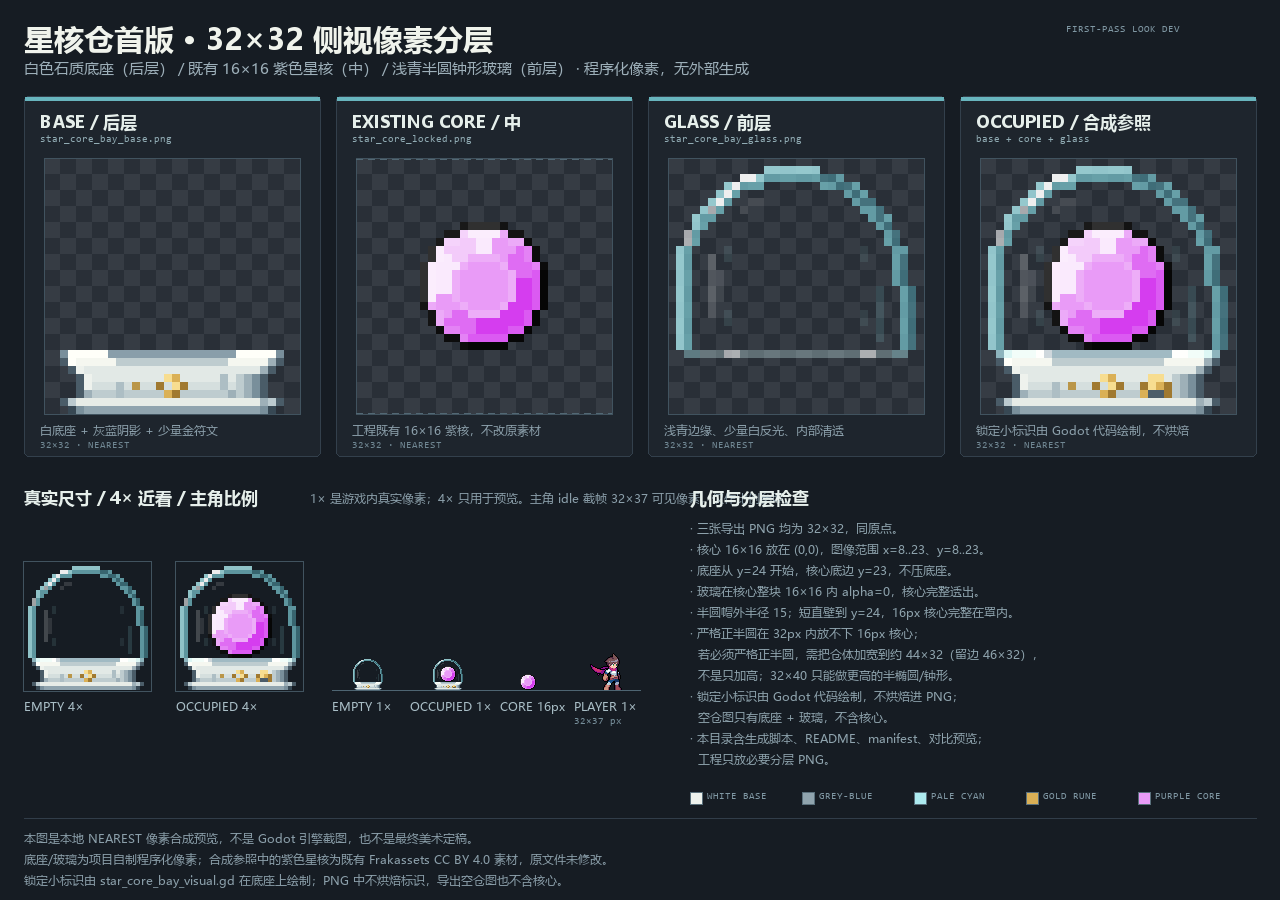 星核仓首版 • 32×32 侧视像素分层
FIRST-PASS LOOK DEV
白色石质底座（后层） / 既有 16×16 紫色星核（中） / 浅青半圆钟形玻璃（前层） · 程序化像素，无外部生成
BASE / 后层
star_core_bay_base.png
白底座 + 灰蓝阴影 + 少量金符文
32×32 · NEAREST
EXISTING CORE / 中
star_core_locked.png
工程既有 16×16 紫核，不改原素材
32×32 · NEAREST
GLASS / 前层
star_core_bay_glass.png
浅青边缘、少量白反光、内部清透
32×32 · NEAREST
OCCUPIED / 合成参照
base + core + glass
锁定小标识由 Godot 代码绘制，不烘焙
32×32 · NEAREST
真实尺寸 / 4× 近看 / 主角比例
1× 是游戏内真实像素；4× 只用于预览。主角 idle 截帧 32×37 可见像素
EMPTY 4×
OCCUPIED 4×
EMPTY 1×
OCCUPIED 1×
CORE 16px
PLAYER 1×
32×37 px
几何与分层检查
· 三张导出 PNG 均为 32×32，同原点。
· 核心 16×16 放在 (0,0)，图像范围 x=8..23、y=8..23。
· 底座从 y=24 开始，核心底边 y=23，不压底座。
· 玻璃在核心整块 16×16 内 alpha=0，核心完整透出。
· 半圆帽外半径 15；短直壁到 y=24，16px 核心完整在罩内。
· 严格正半圆在 32px 内放不下 16px 核心；
若必须严格正半圆，需把仓体加宽到约 44×32（留边 46×32），
不是只加高；32×40 只能做更高的半椭圆/钟形。
· 锁定小标识由 Godot 代码绘制，不烘焙进 PNG；
空仓图只有底座 + 玻璃，不含核心。
· 本目录含生成脚本、README、manifest、对比预览；
工程只放必要分层 PNG。
WHITE BASE
GREY-BLUE
PALE CYAN
GOLD RUNE
PURPLE CORE
本图是本地 NEAREST 像素合成预览，不是 Godot 引擎截图，也不是最终美术定稿。
底座/玻璃为项目自制程序化像素；合成参照中的紫色星核为既有 Frakassets CC BY 4.0 素材，原文件未修改。
锁定小标识由 star_core_bay_visual.gd 在底座上绘制；PNG 中不烘焙标识，导出空仓图也不含核心。